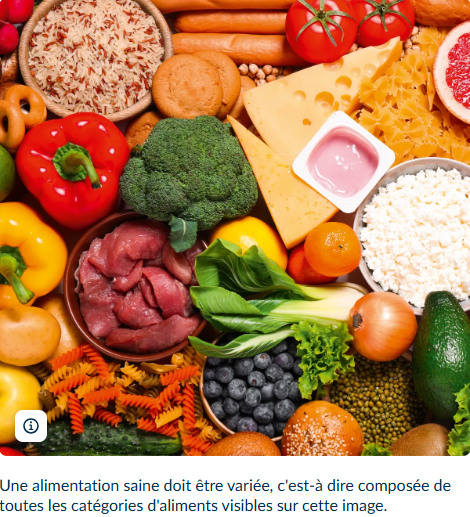 Une alimentation saine doit être variée, c'est-à dire composée de
toutes les catégories d'aliments visibles sur cette image.